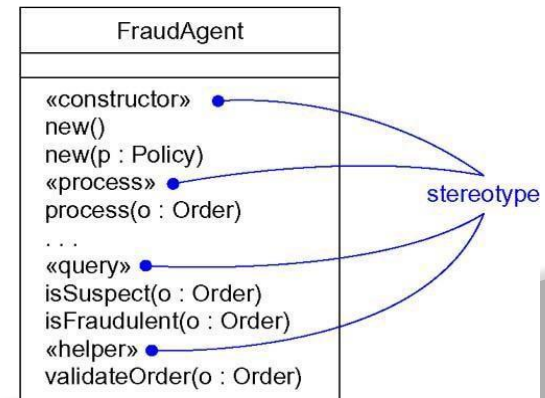 FraudAgent
«constructor»
new()
new(p : Policy)
«process»
process(o : Order)
. . .
«query»
isSuspect(o : Order)
isFraudulent(o : Order)
«helper»
validateOrder(o : Order)
stereotype